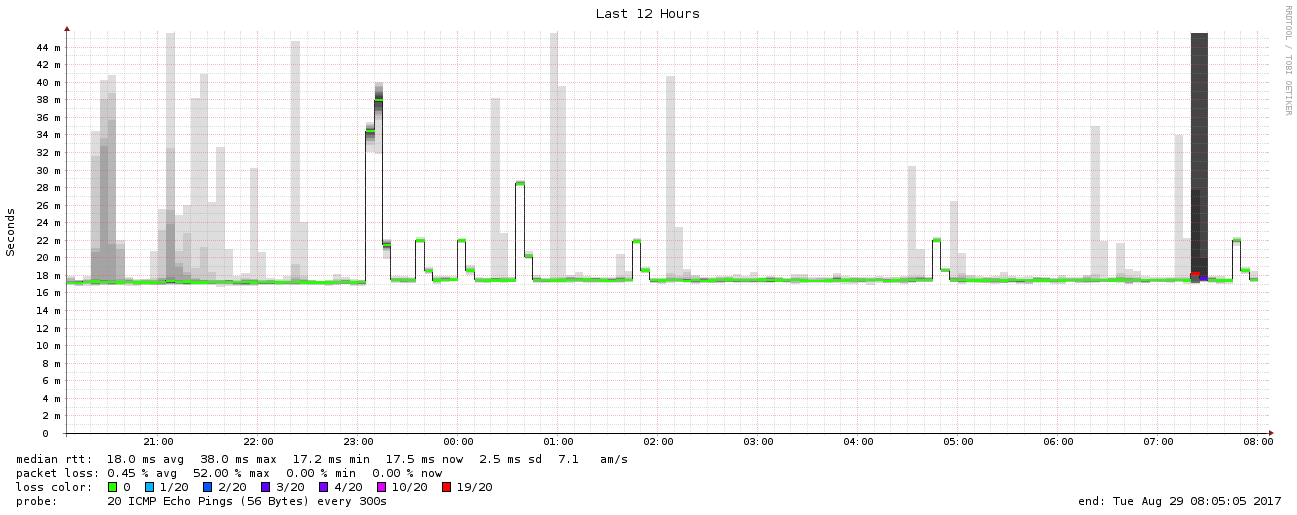 Last 12 Hours
RRDTOOL / TOBI OETIKER
Seconds
44 m
42 m
40 m
38 m
36 m
34 m
32 m
30 m
28 m
26 m
24 m
22 m
20 m
18 m
16 m
14 m
12 m
10 m
8 m
6 m
4 m
2 m
0
21:00 22:00 23:00 00:00 01:00 02:00 03:00 04:00 05:00 06:00 07:00 08:00
median rtt: 18.0 ms avg 38.0 ms max 17.2 ms min 17.5 ms now 2.5 ms sd 7.1 am/s
packet loss: 0.45 % avg 52.00 % max 0.00 % min 0.00 % now
loss color: 0 1/20 2/20 3/20 4/20 10/20 19/20
probe: 20 ICMP Echo Pings (56 Bytes) every 300s end: Tue Aug 29 08:05:05 2017